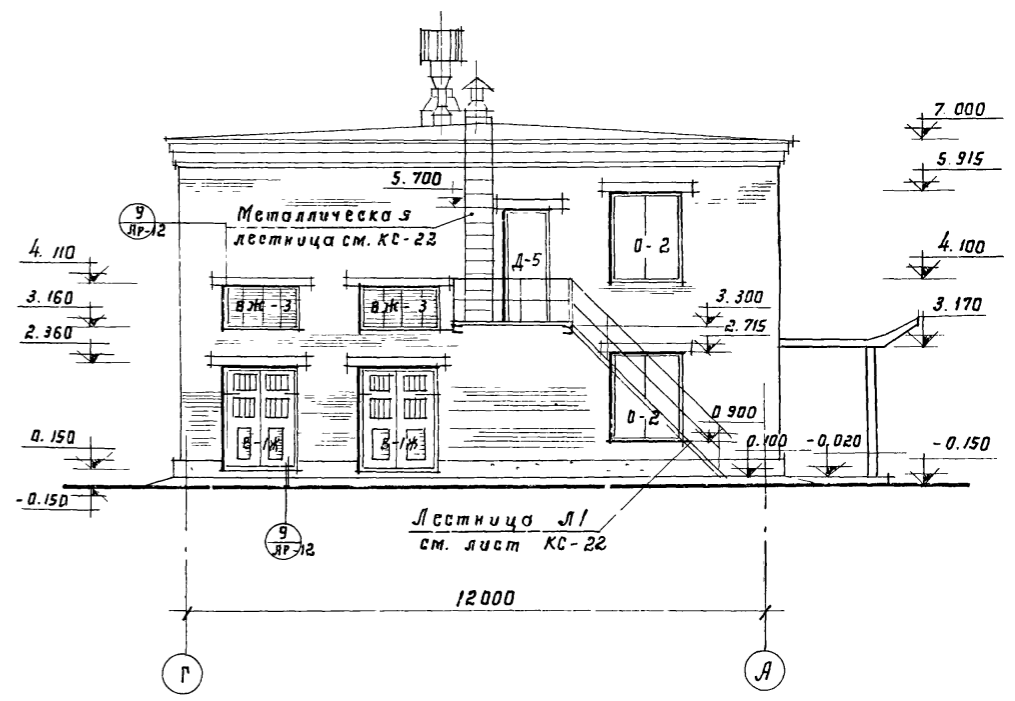 7.000
5.915
5.700
9
ЯР-12
Металлическая
лестница см. КС-22
4.110
4.100
Д-5
О-2
3.160
ВЖ-3
ВЖ-3
3.300
3.170
2.360
2.715
0.900
О-2
0.150
В-1Ж
В-1Ж
0.100
-0,020
-0.150
-0.150
Лестница Л1
см. лист КС-22
9
ЯР-12
12000
Г
А